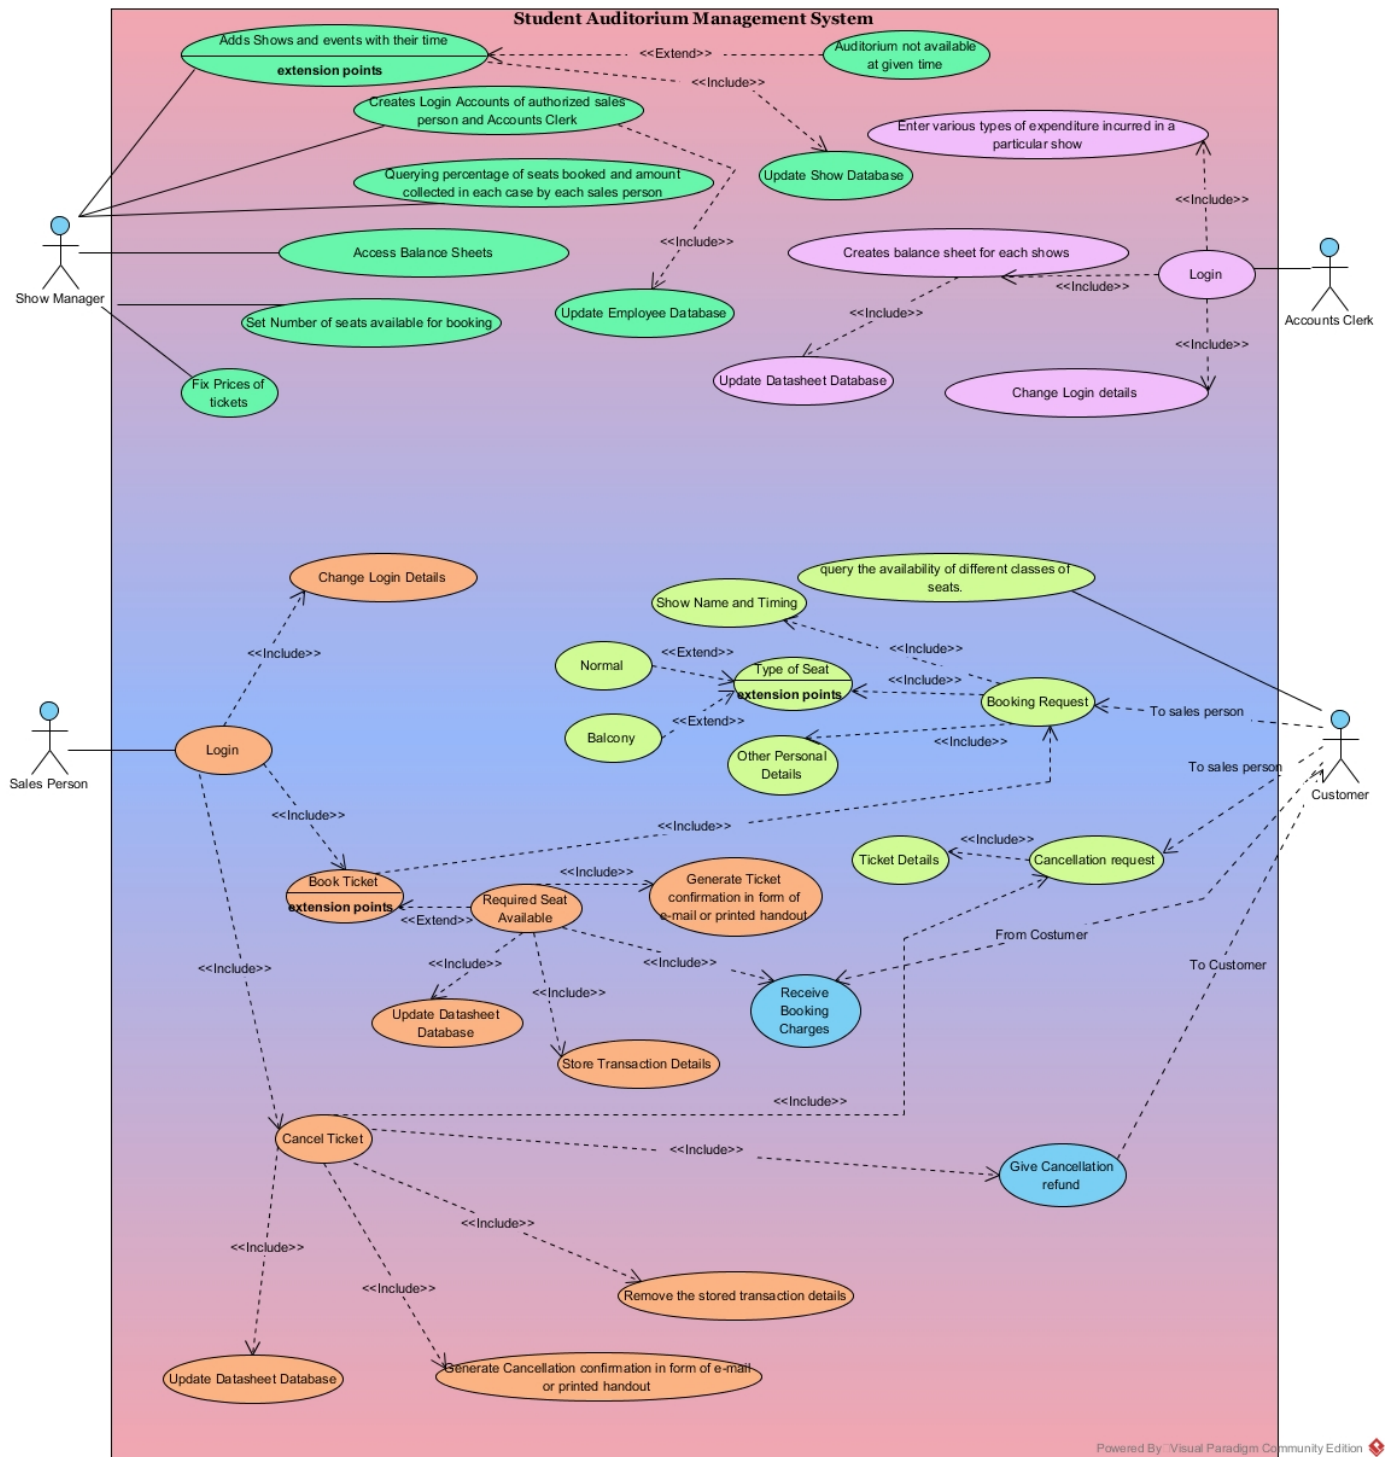 Student Auditorium Management System
Adds Shows and events with their time
extension points
<<Extend>>
Auditorium not available
at given time
<<Include>>
Creates Login Accounts of authorized sales
person and Accounts Clerk
Enter various types of expenditure incurred in a
particular show
Querying percentage of seats booked and amount
collected in each case by each sales person
Update Show Database
<<Include>>
<<Include>>
Show Manager
Access Balance Sheets
Creates balance sheet for each shows
Login
<<Include>>
Accounts Clerk
Set Number of seats available for booking
Update Employee Database
<<Include>>
<<Include>>
Fix Prices of
tickets
Update Datasheet Database
Change Login details
Change Login Details
query the availability of different classes of
seats.
Show Name and Timing
<<Include>>
<<Extend>>
<<Include>>
Normal
Type of Seat
extension points
<<Include>>
Booking Request
To sales person
<<Extend>>
Balcony
<<Include>>
Other Personal
Details
Sales Person
Login
To sales person
Customer
<<Include>>
<<Include>>
<<Include>>
Ticket Details
Cancellation request
Book Ticket
extension points
<<Include>>
Required Seat
Available
<<Extend>>
Generate Ticket
confirmation in form of
e-mail or printed handout
From Costumer
<<Include>>
<<Include>>
<<Include>>
To Customer
<<Include>>
Receive
Booking
Charges
Update Datasheet
Database
Store Transaction Details
<<Include>>
Cancel Ticket
<<Include>>
Give Cancellation
refund
<<Include>>
<<Include>>
<<Include>>
Remove the stored transaction details
Update Datasheet Database
Generate Cancellation confirmation in form of e-mail
or printed handout
Powered By Visual Paradigm Community Edition